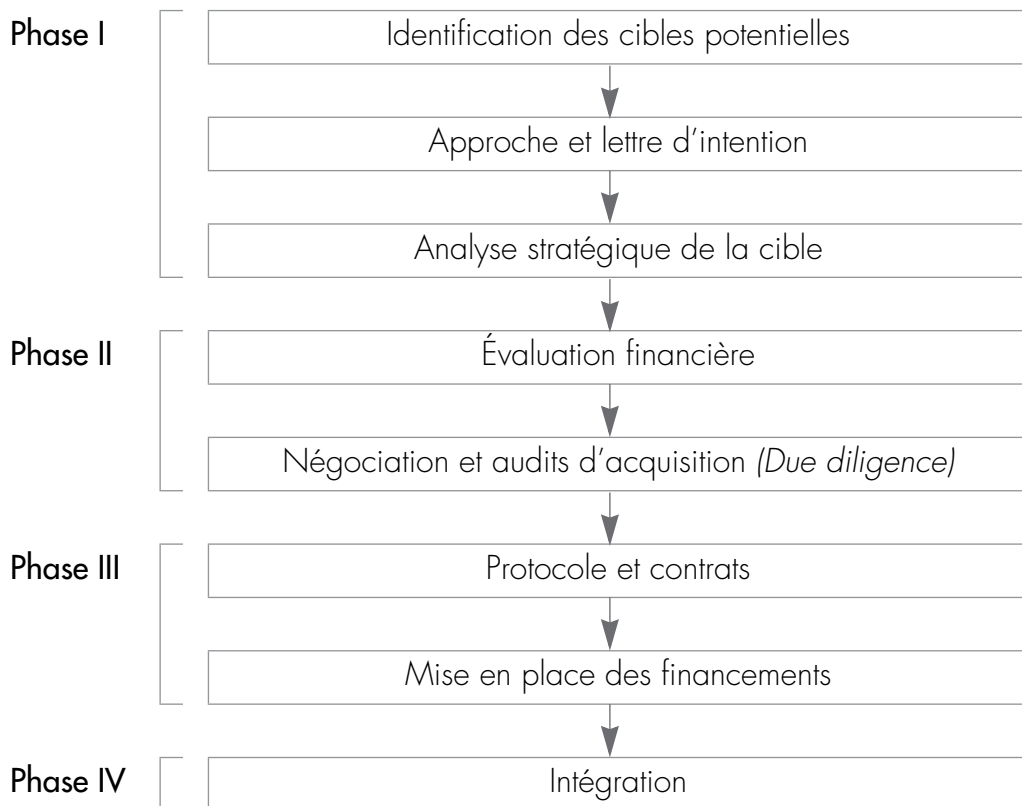 Phase I
Identification des cibles potentielles
Approche et lettre d’intention
Analyse stratégique de la cible
Phase II
Évaluation financière
Négociation et audits d’acquisition (Due diligence)
Phase III
Protocole et contrats
Mise en place des financements
Phase IV
Intégration